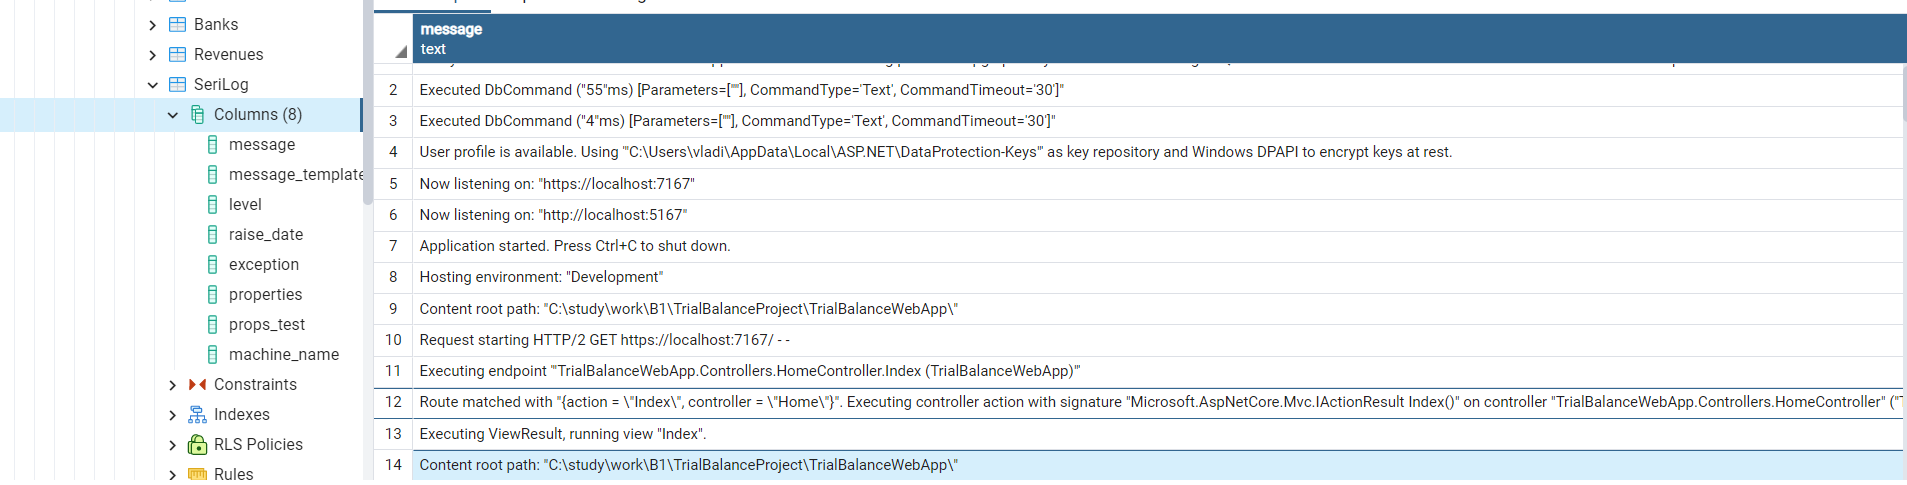 Banks
Revenues
SeriLog
Columns (8)
message
message_template
level
raise_date
exception
properties
props_test
machine_name
Constraints
Indexes
RLS Policies
Rules
message
text
2 Executed DbCommand ("55"ms) [Parameters=[""], CommandType='Text', CommandTimeout='30']"
3 Executed DbCommand ("4"ms) [Parameters=[""], CommandType='Text', CommandTimeout='30']"
4 User profile is available. Using '"C:\Users\vladi\AppData\Local\ASP.NET\DataProtection-Keys"' as key repository and Windows DPAPI to encrypt keys at rest.
5 Now listening on: "https://localhost:7167"
6 Now listening on: "http://localhost:5167"
7 Application started. Press Ctrl+C to shut down.
8 Hosting environment: "Development"
9 Content root path: "C:\study\work\B1\TrialBalanceProject\TrialBalanceWebApp\"
10 Request starting HTTP/2 GET https://localhost:7167/ - -
11 Executing endpoint '"TrialBalanceWebApp.Controllers.HomeController.Index (TrialBalanceWebApp)"'
12 Route matched with "{action = \"Index\", controller = \"Home\"}". Executing controller action with signature "Microsoft.AspNetCore.Mvc.IActionResult Index()" on controller "TrialBalanceWebApp.Controllers.HomeController" ("T
13 Executing ViewResult, running view "Index".
14 Content root path: "C:\study\work\B1\TrialBalanceProject\TrialBalanceWebApp\"